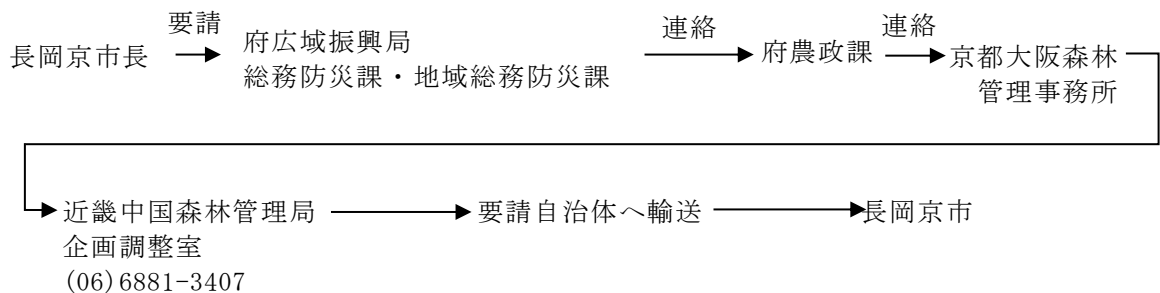 要請
長岡京市長
府広域振興局
総務防災課・地域総務防災課
連絡
府農政課
連絡
京都大阪森林
管理事務所
近畿中国森林管理局
企画調整室
(06)6881-3407
要請自治体へ輸送
長岡京市